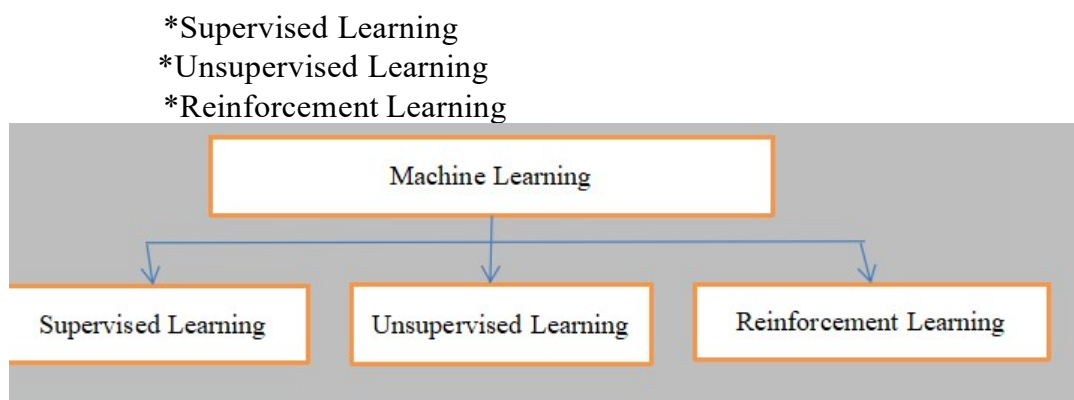 *Supervised Learning
*Unsupervised Learning
*Reinforcement Learning
Machine Learning
Supervised Learning
Unsupervised Learning
Reinforcement Learning